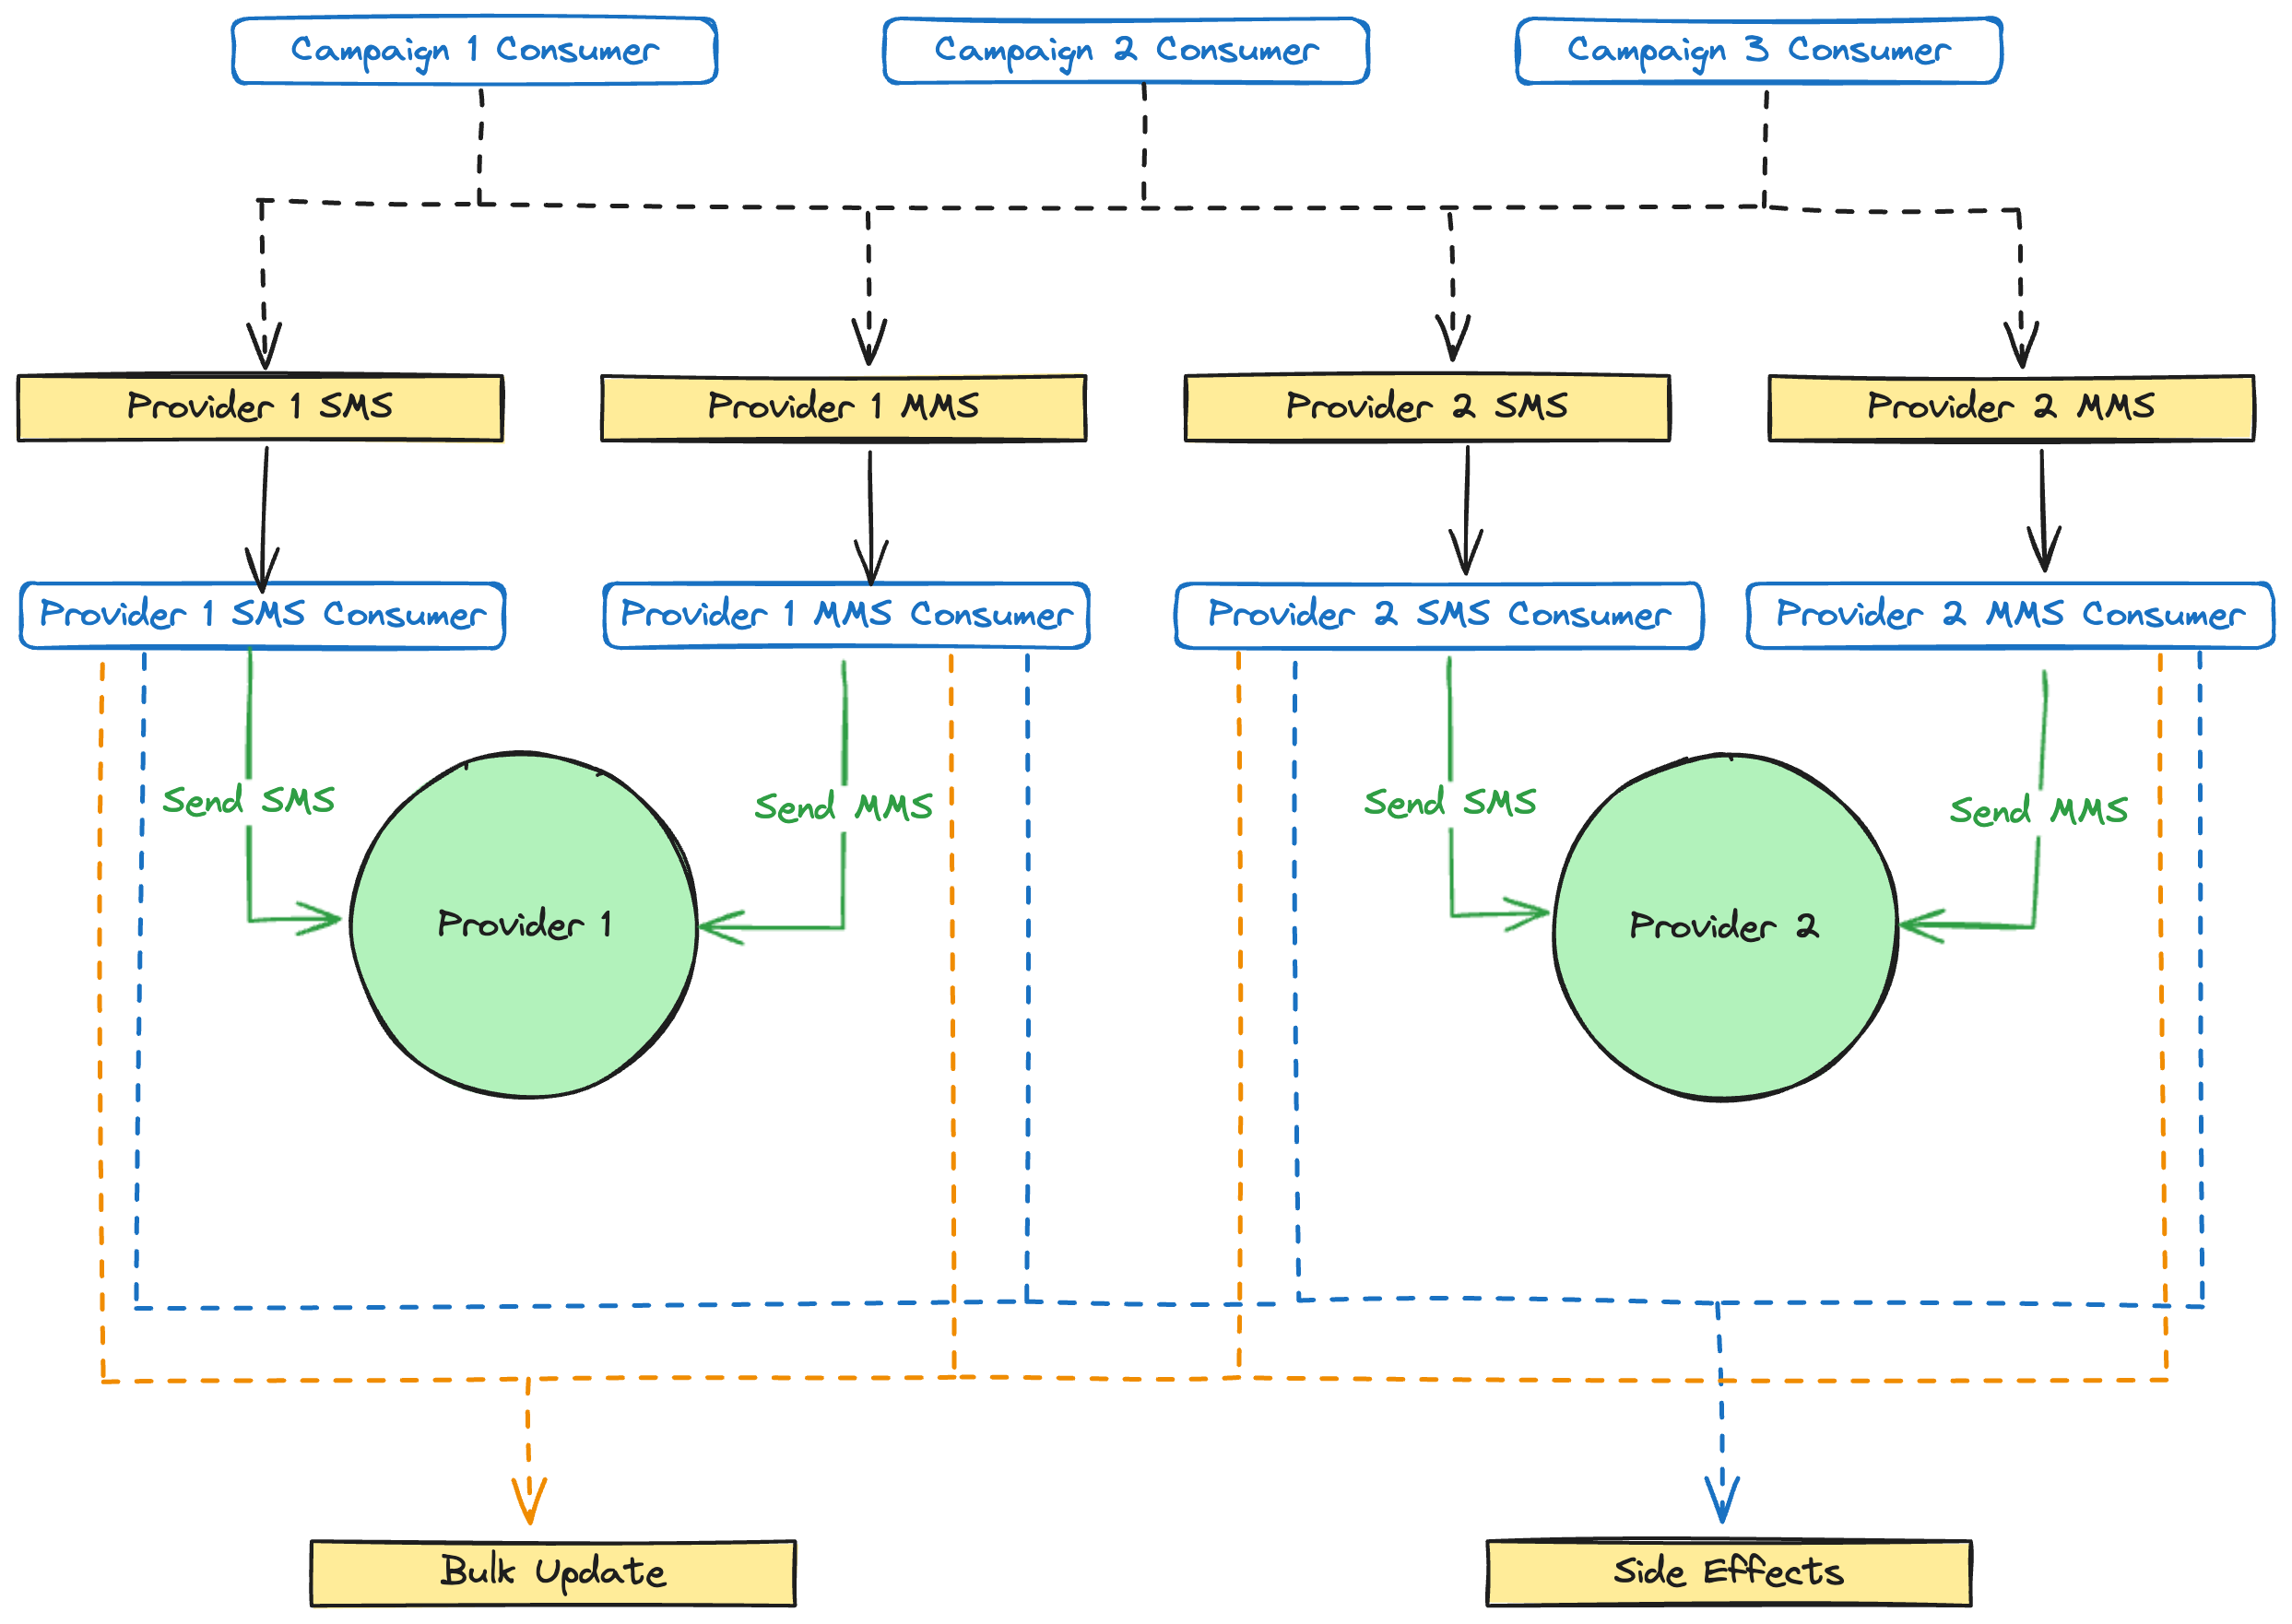 Campaign 1 Consumer
Campaign 2 Consumer
Campaign 3 Consumer
Provider 1 SMS
Provider 1 MMS
Provider 2 SMS
Provider 2 MMS
Provider 1 SMS Consumer
Provider 1 MMS Consumer
Provider 2 SMS Consumer
Provider 2 MMS Consumer
Send SMS
Send MMS
Send SMS
Send MMS
Provider 1
Provider 2
Bulk Update
Side Effects